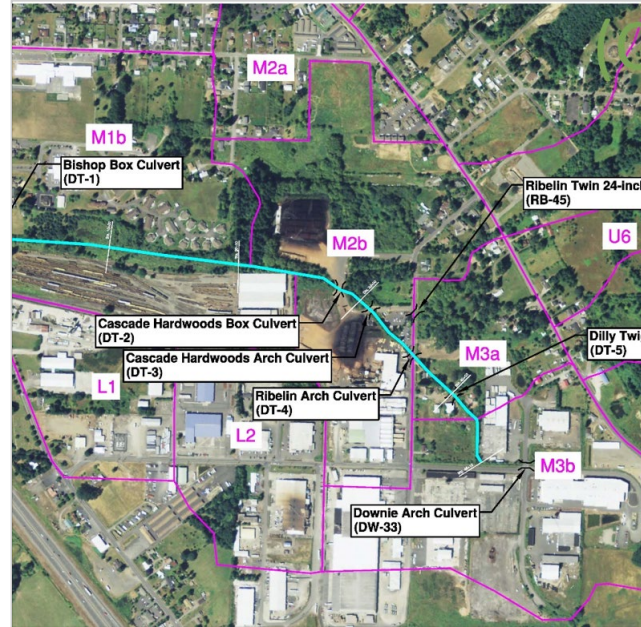 M2a
M1b
Bishop Box Culvert
(DT-1)
Ribelin Twin 24-inc
(RB-45)
U6
M2b
Cascade Hardwoods Box Culvert
(DT-2)
Cascade Hardwoods Arch Culvert
(DT-3)
M3a
Dilly Twi
(DT-5)
L1
Ribelin Arch Culvert
(DT-4)
L2
M3b
Downie Arch Culvert
(DW-33)